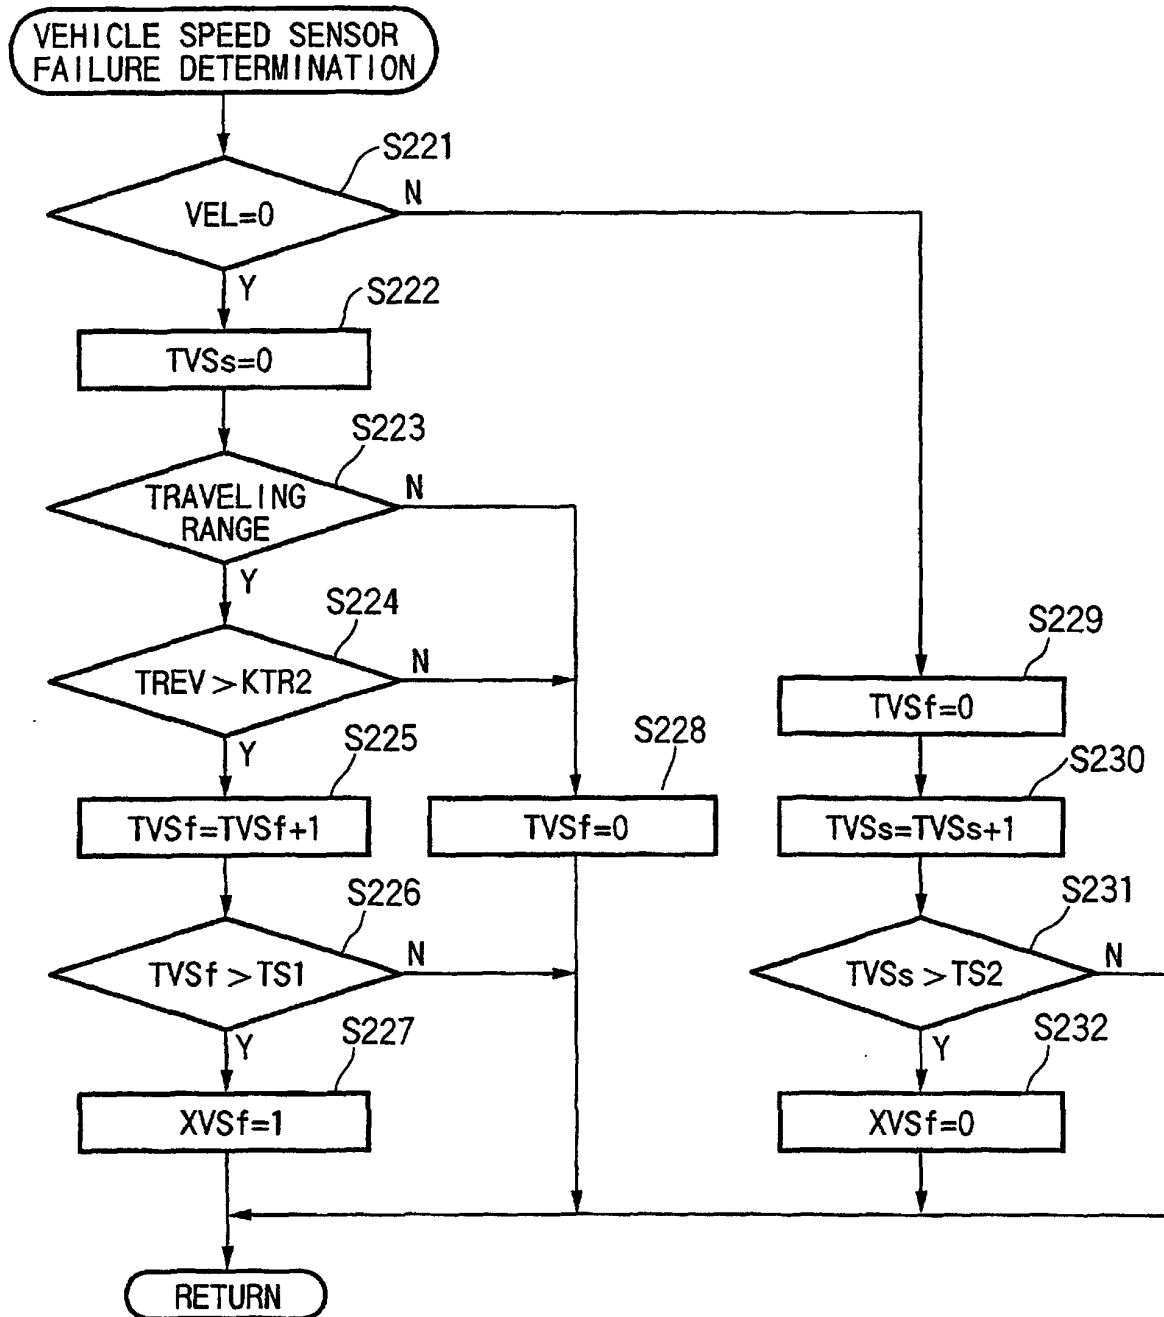 VEHICLE SPEED SENSOR
FAILURE DETERMINATION
S221
VEL=0
N
Y
S222
TVSs=0
S223
TRAVELING
RANGE
N
Y
S224
TREV > KTR2
N
Y
S225
TVSf=TVSf+1
S228
TVSf=0
S226
TVSf > TS1
N
Y
S227
XVSf=1
S229
TVSf=0
S230
TVSs=TVSs+1
S231
TVSs > TS2
N
Y
S232
XVSf=0
RETURN